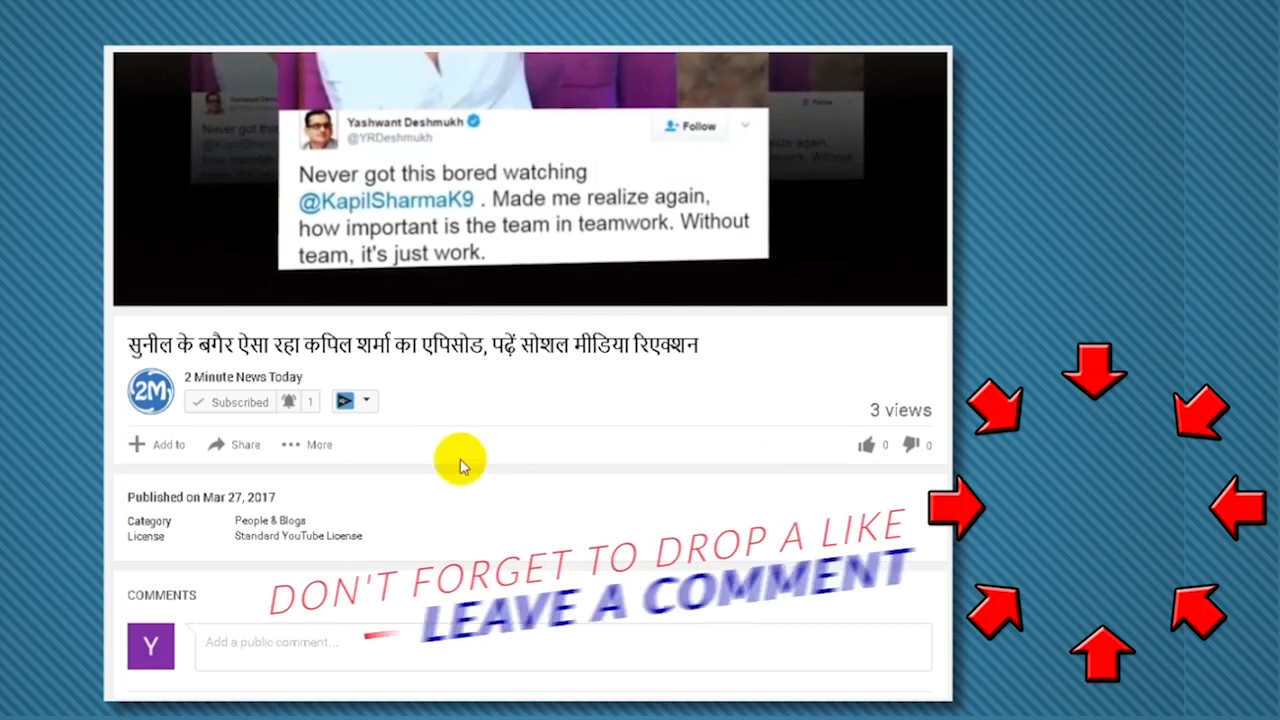 Yashwant Deshmukh
@YRDeshmukh
Follow
Never got this bored watching
@KapilSharmaK9 . Made me realize again,
how important is the team in teamwork. Without
team, it's just work.
सुनील के बगैर ऐसा रहा कपिल शर्मा का एपिसोड, पढ़ें सोशल मीडिया रिएक्शन
2M
2 Minute News Today
Subscribed 1
3 views
Add to Share More 0 0
Published on Mar 27, 2017
Category People & Blogs
License Standard YouTube License
DON'T FORGET TO DROP A LIKE
LEAVE A COMMENT
COMMENTS
Y
Add a public comment...